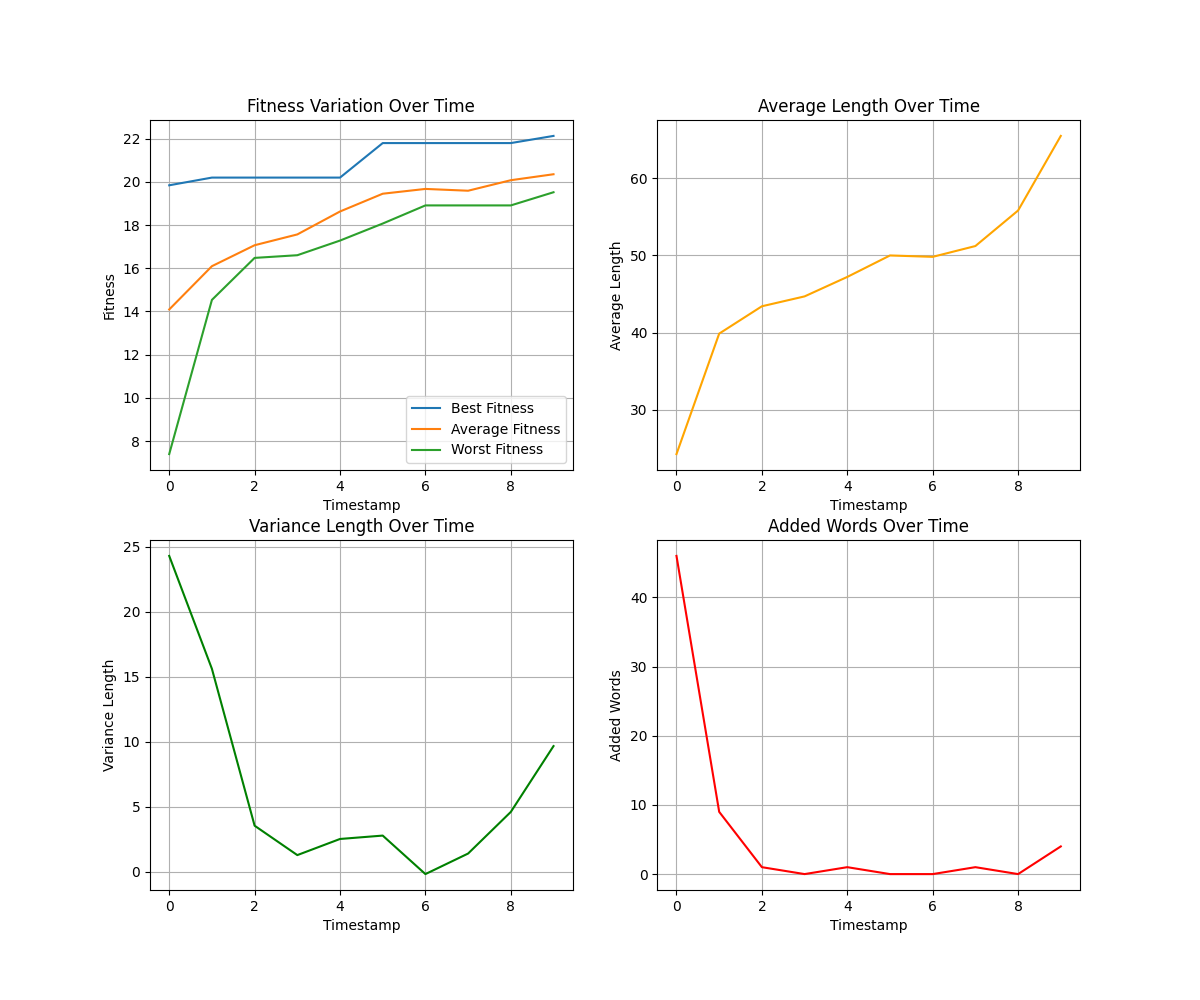 Fitness Variation Over Time
22
20
18
16
14
12
10
8
Fitness
Best Fitness
Average Fitness
Worst Fitness
0 2 4 6 8
Timestamp
Average Length Over Time
60
50
40
30
Average Length
0 2 4 6 8
Timestamp
Variance Length Over Time
25
20
15
10
5
0
Variance Length
0 2 4 6 8
Timestamp
Added Words Over Time
40
30
20
10
0
Added Words
0 2 4 6 8
Timestamp